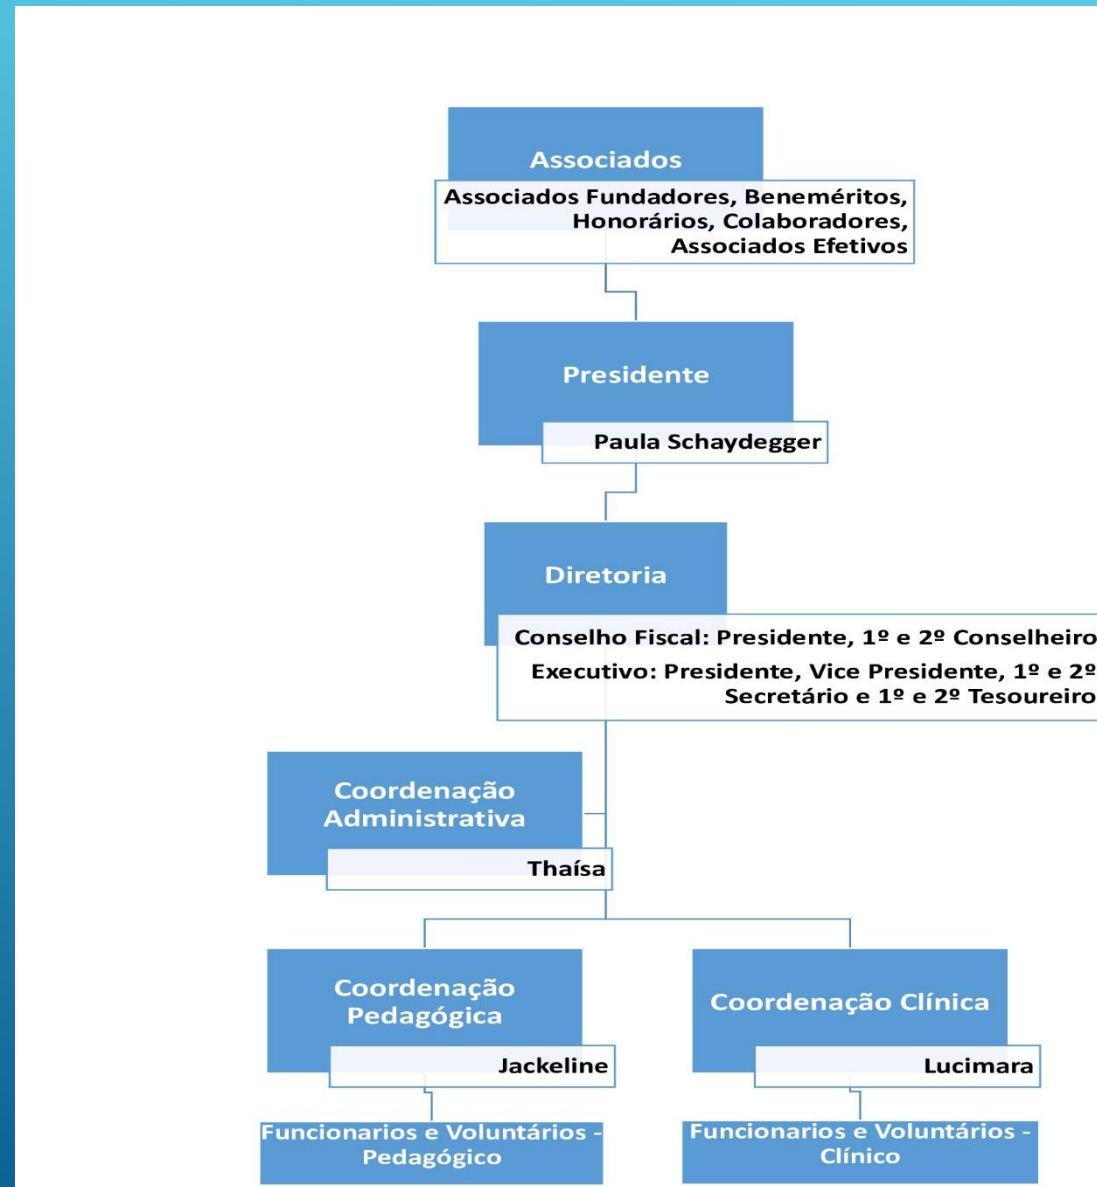 Associados
Associados Fundadores, Beneméritos,
Honorários, Colaboradores,
Associados Efetivos
Presidente
Paula Schaydegger
Diretoria
Conselho Fiscal: Presidente, 1º e 2º Conselheiro
Executivo: Presidente, Vice Presidente, 1º e 2º
Secretário e 1º e 2º Tesoureiro
Coordenação
Administrativa
Thaísa
Coordenação
Pedagógica
Jackeline
Coordenação Clínica
Lucimara
Funcionarios e Voluntários -
Pedagógico
Funcionarios e Voluntários -
Clínico